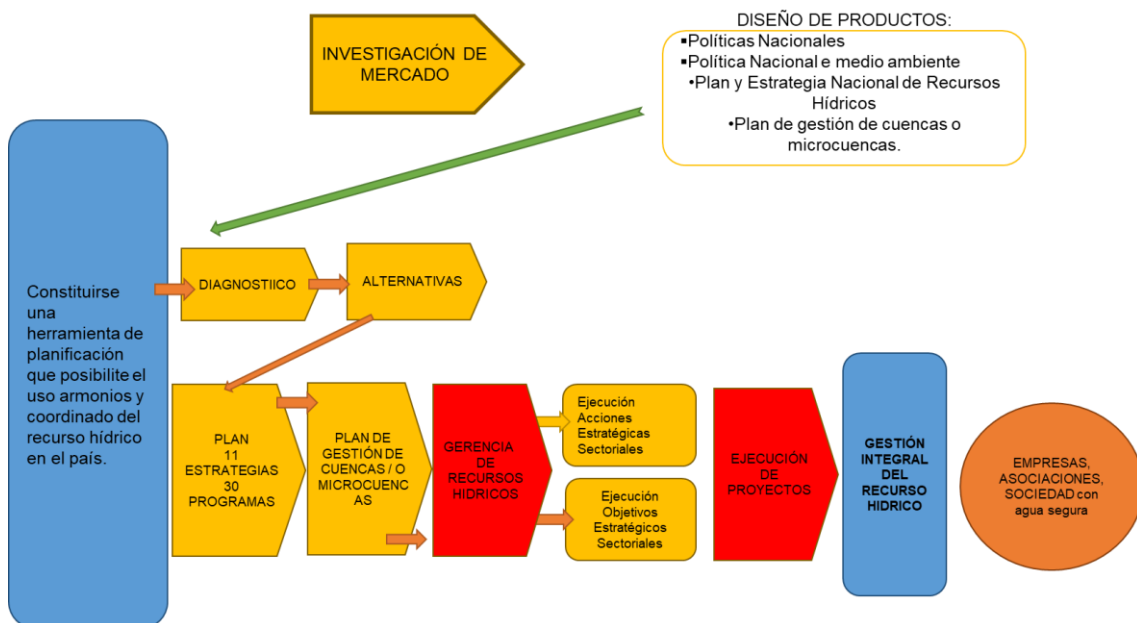 DISEÑO DE PRODUCTOS:
▪Políticas Nacionales
▪Política Nacional e medio ambiente
•Plan y Estrategia Nacional de Recursos
Hídricos
•Plan de gestión de cuencas o
microcuencas.
INVESTIGACIÓN DE
MERCADO
Constituirse
una
herramienta de
planificación
que posibilite el
uso armonios y
coordinado del
recurso hídrico
en el país.
DIAGNOSTIICO
ALTERNATIVAS
PLAN
11
ESTRATEGIAS
30
PROGRAMAS
PLAN DE
GESTIÓN DE
CUENCAS / O
MICROCUENC
AS
GERENCIA
DE
RECURSOS
HIDRICOS
Ejecución
Acciones
Estratégicas
Sectoriales
Ejecución
Objetivos
Estratégicos
Sectoriales
EJECUCIÓN
DE
PROYECTOS
GESTIÓN
INTEGRAL
DEL
RECURSO
HIDRICO
EMPRESAS,
ASOCIACIONES,
SOCIEDAD con
agua segura